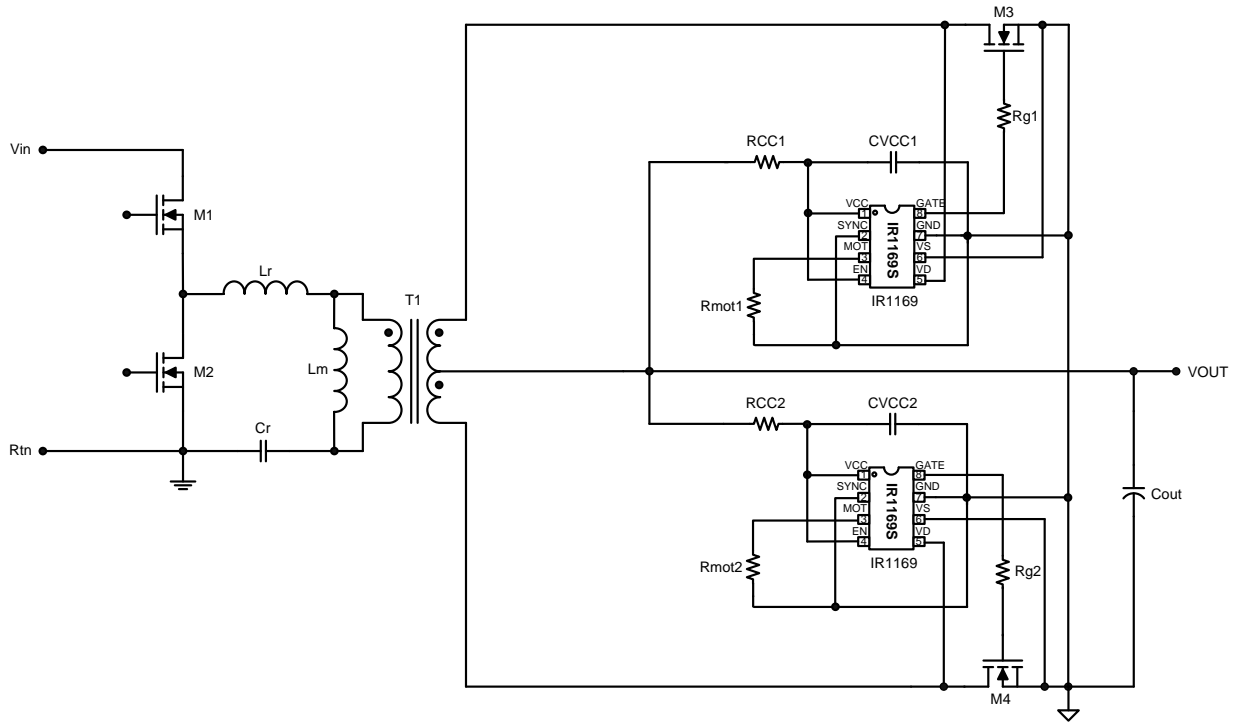 M3
Rg1
Vin
RCC1
CVCC1
M1
VCC
1
SYNC
2
MOT
3
EN
4
IR1169S
GATE
8
GND
7
VS
6
VD
5
IR1169
Rmot1
Lr
T1
Lm
M2
VOUT
Cr
Rtn
RCC2
CVCC2
VCC
1
SYNC
2
MOT
3
EN
4
IR1169S
GATE
8
GND
7
VS
6
VD
5
IR1169
Rmot2
Rg2
Cout
M4